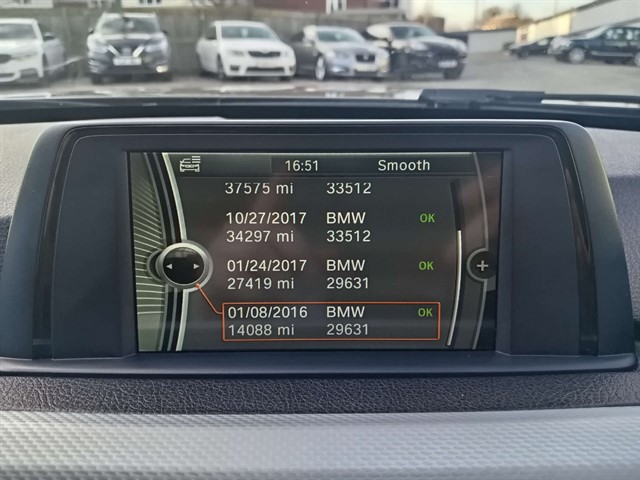 16:51 Smooth
37575 mi 33512
10/27/2017 BMW OK
34297 mi 33512
01/24/2017 BMW OK
27419 mi 29631
01/08/2016 BMW OK
14088 mi 29631